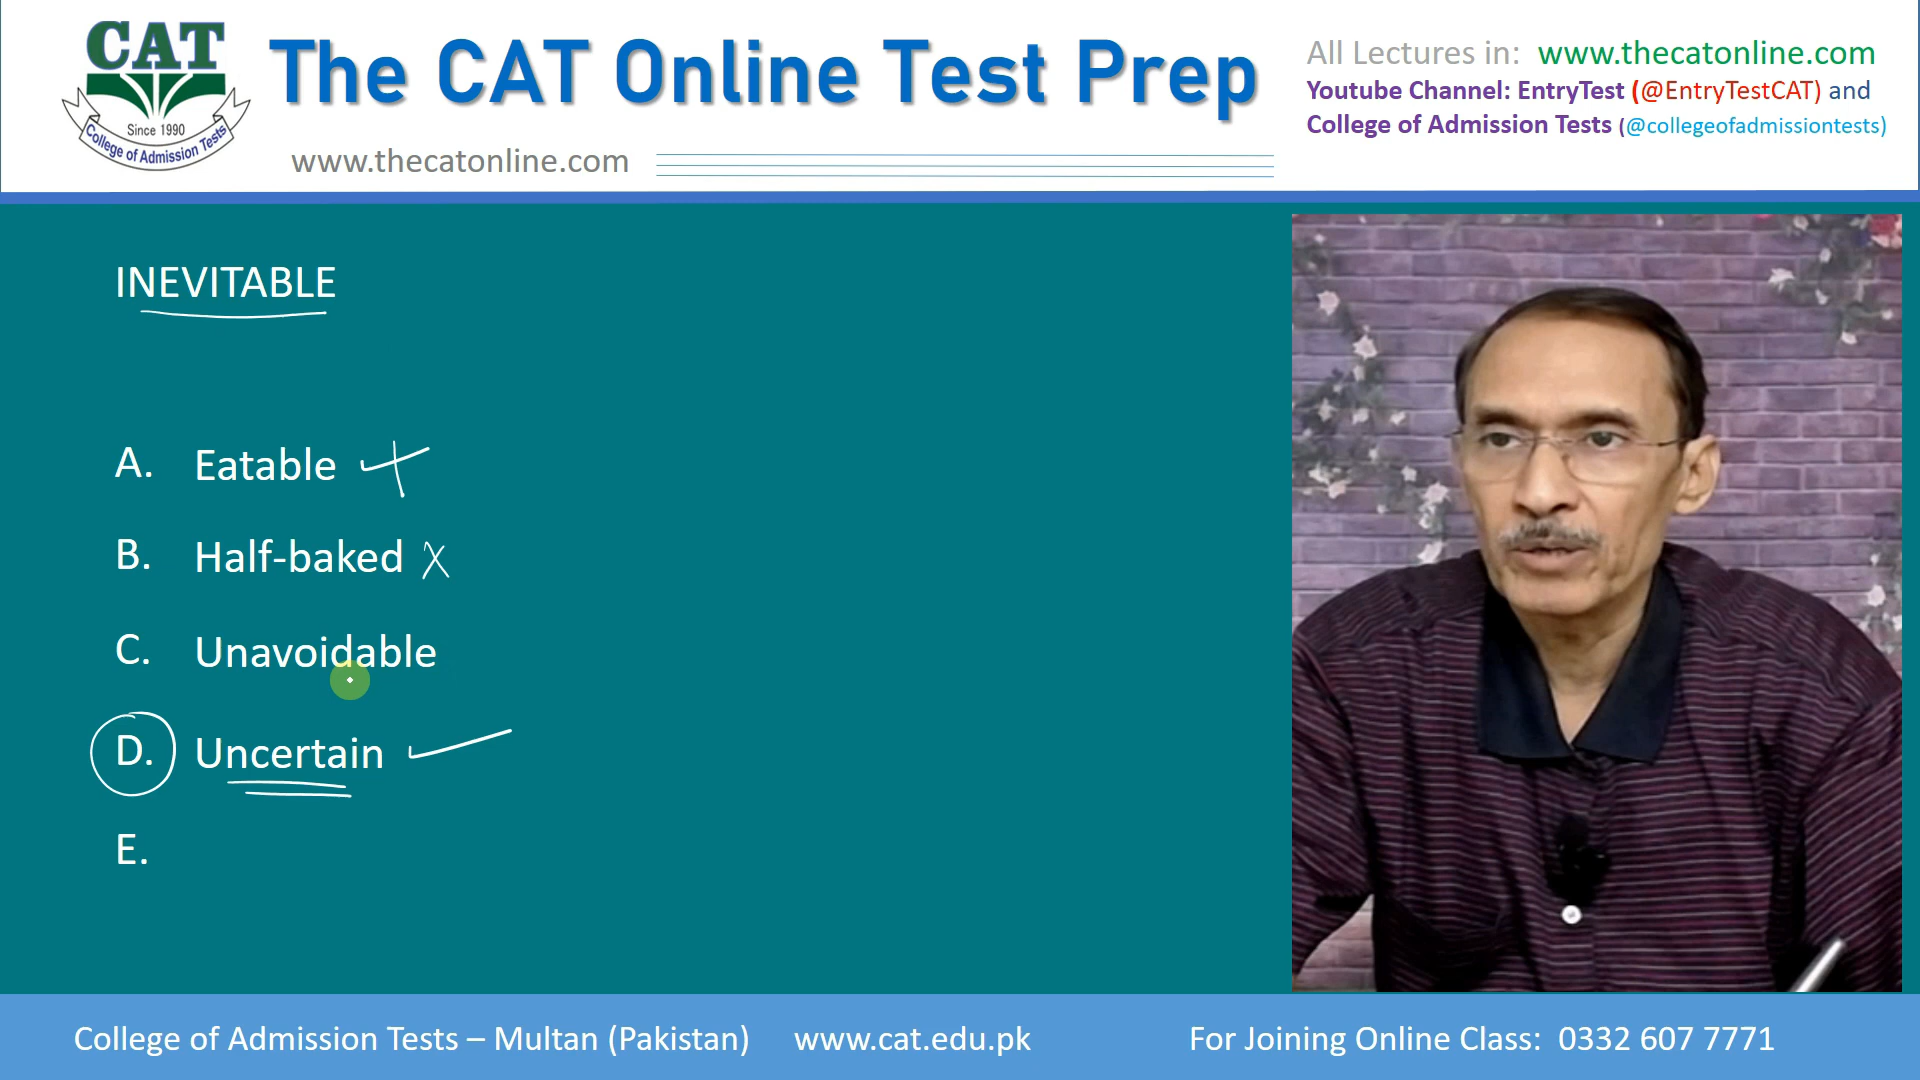 CAT
Since 1990
College of Admission Tests
The CAT Online Test Prep
www.thecatonline.com
All Lectures in: www.thecatonline.com
Youtube Channel: EntryTest (@EntryTestCAT) and
College of Admission Tests (@collegeofadmissiontests)
INEVITABLE
A. Eatable
B. Half-baked
C. Unavoidable
D. Uncertain
E.
College of Admission Tests – Multan (Pakistan) www.cat.edu.pk For Joining Online Class: 0332 607 7771